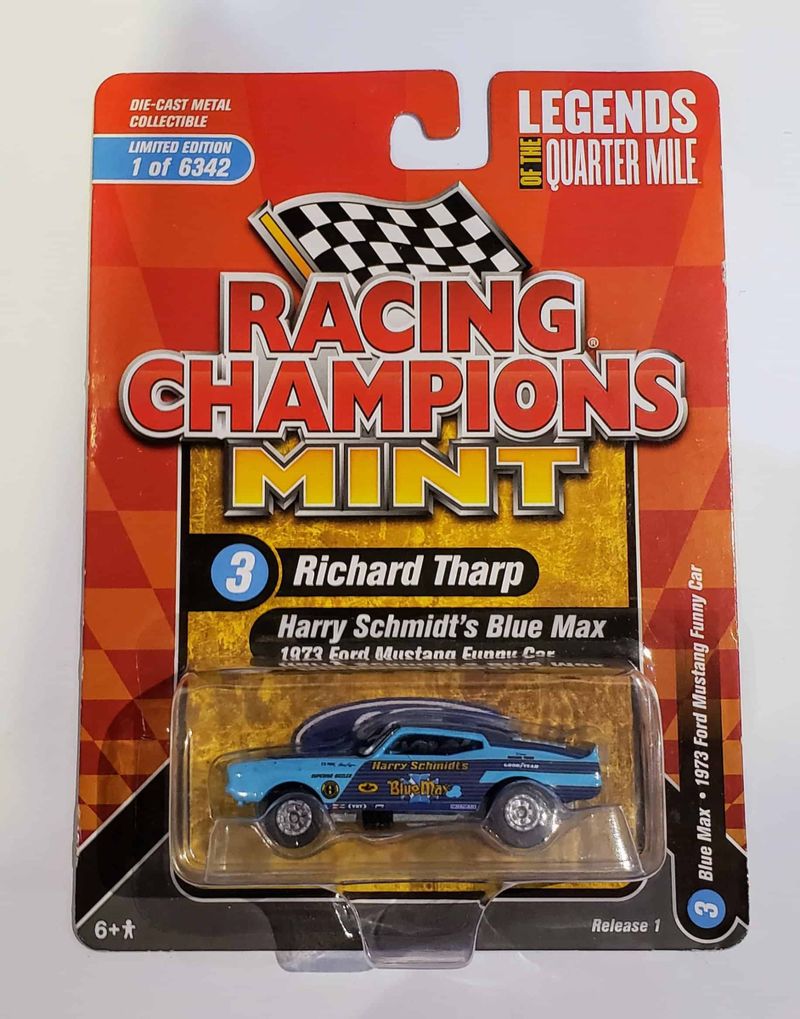 DIE-CAST METAL
COLLECTIBLE
LIMITED EDITION
1 of 6342
LEGENDS
OF THE
QUARTER MILE
RACING
CHAMPIONS®
MINT
3
Richard Tharp
Harry Schmidt's Blue Max
1973 Ford Mustang Funny Car
Harry Schmidt's
GOODYEAR
Blue Max
3 Blue Max • 1973 Ford Mustang Funny Car
6+
Release 1